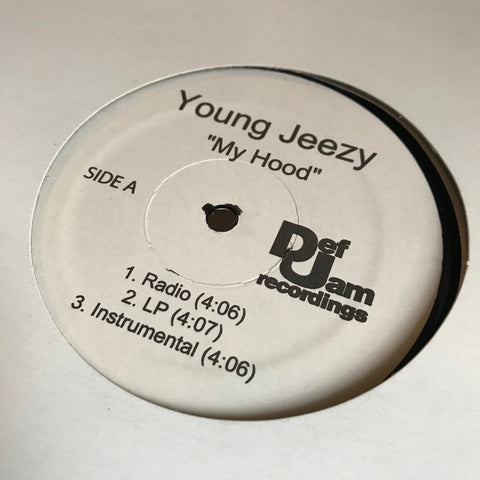 Young Jeezy
"My Hood"
SIDE A
Def
Jam
recordings
1. Radio (4:06)
2. LP (4:07)
3. Instrumental (4:06)